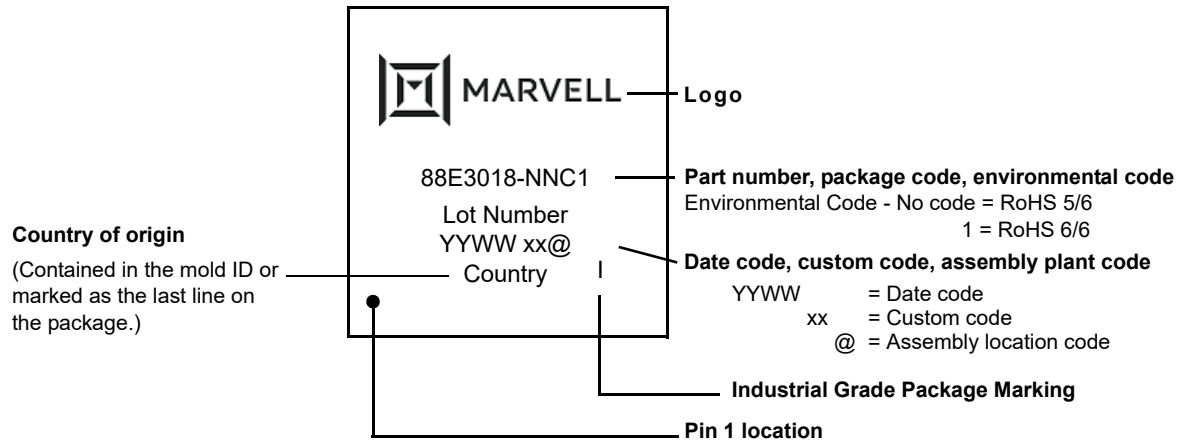 MARVELL
Logo
88E3018-NNC1
Part number, package code, environmental code
Environmental Code - No code = RoHS 5/6
1 = RoHS 6/6
Lot Number
YYWW xx@
Country
I
Country of origin
(Contained in the mold ID or
marked as the last line on
the package.)
Date code, custom code, assembly plant code
YYWW = Date code
xx = Custom code
@ = Assembly location code
Industrial Grade Package Marking
Pin 1 location